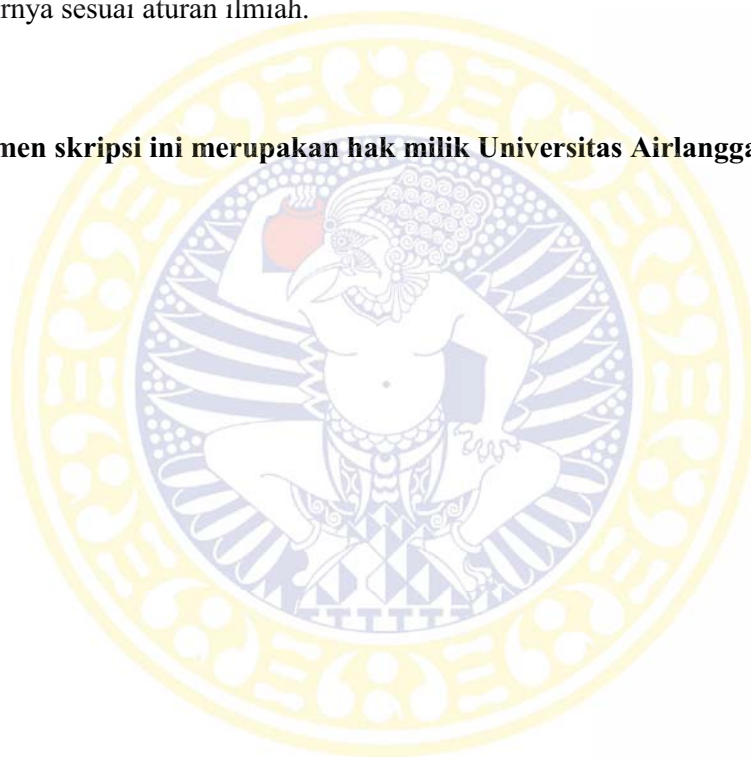 rnya sesuai aturan ilmiah.
men skripsi ini merupakan hak milik Universitas Airlangga